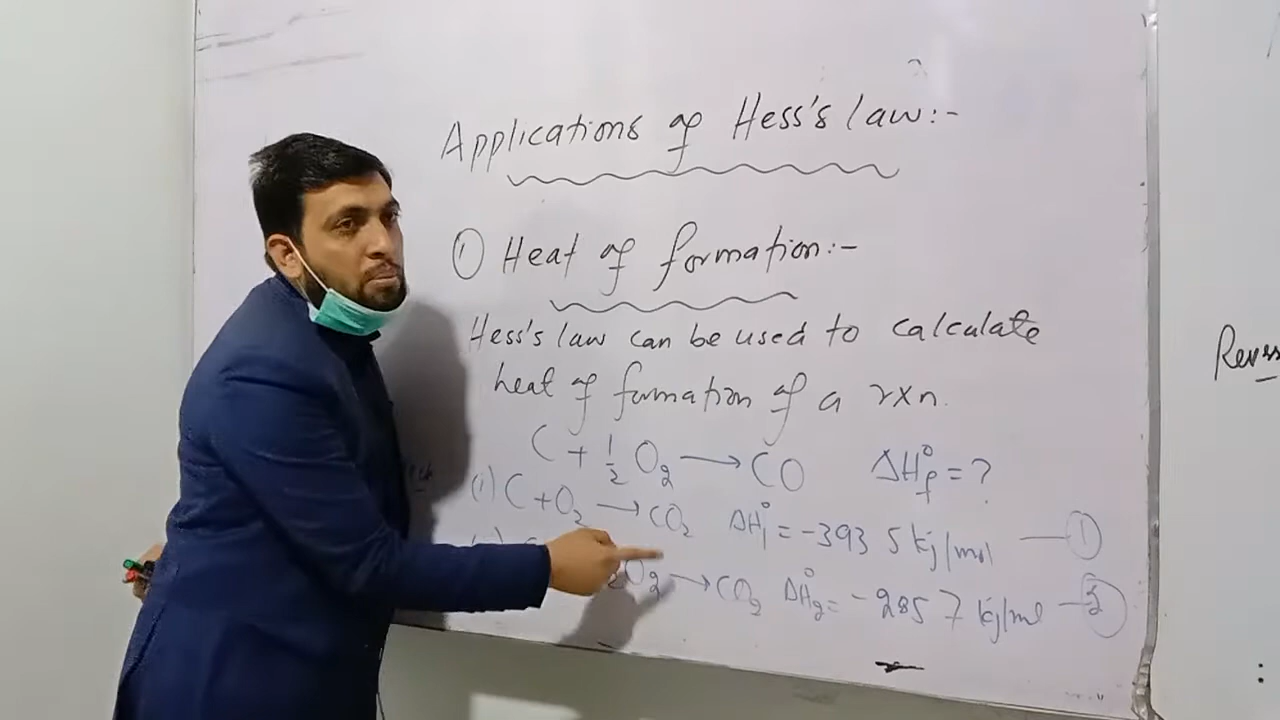 Applications of Hess's law:-
① Heat of formation:-
Hess's law can be used to calculate
heat of formation of a rxn.
C + ½ O₂ → CO ΔH°f = ?
(i) C + O₂ → CO₂ ΔH°₁ = -393 5 kj/mol — ①
O₂ → CO₂ ΔH°₂ = -285 7 kj/ml — ②
Revers